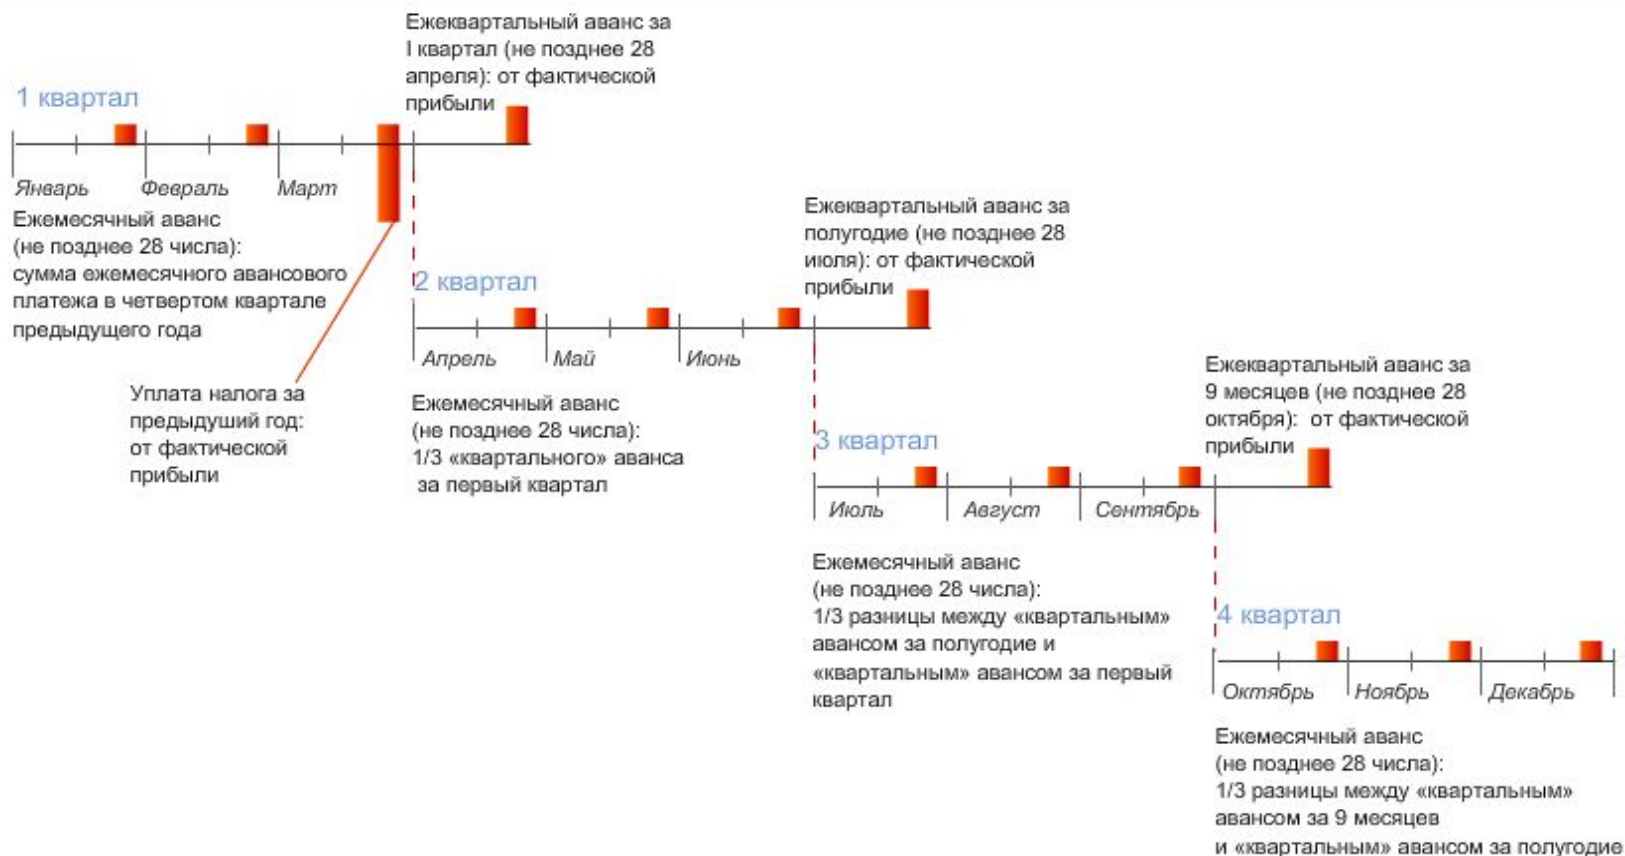 Ежеквартальный аванс за
I квартал (не позднее 28
апреля): от фактической
прибыли
1 квартал
Январь
Февраль
Март
Ежемесячный аванс
(не позднее 28 числа):
сумма ежемесячного авансового
платежа в четвертом квартале
предыдущего года
Уплата налога за
предыдуший год:
от фактической
прибыли
Ежеквартальный аванс за
полугодие (не позднее 28
июля): от фактической
прибыли
2 квартал
Апрель
Май
Июнь
Ежемесячный аванс
(не позднее 28 числа):
1/3 «квартального» аванса
за первый квартал
Ежеквартальный аванс за
9 месяцев (не позднее 28
октября): от фактической
прибыли
3 квартал
Июль
Август
Сентябрь
Ежемесячный аванс
(не позднее 28 числа):
1/3 разницы между «квартальным»
авансом за полугодие и
«квартальным» авансом за первый
квартал
4 квартал
Октябрь
Ноябрь
Декабрь
Ежемесячный аванс
(не позднее 28 числа):
1/3 разницы между «квартальным»
авансом за 9 месяцев
и «квартальным» авансом за полугодие